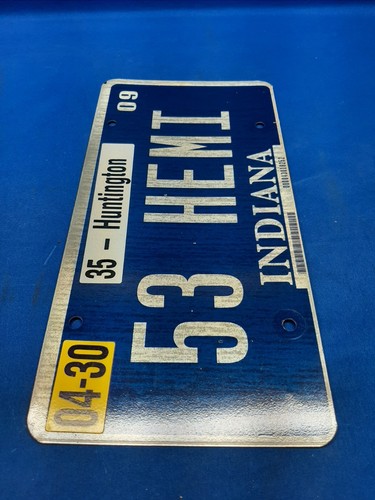 04-30
35 - Huntington
09
53 HEMI
INDIANA